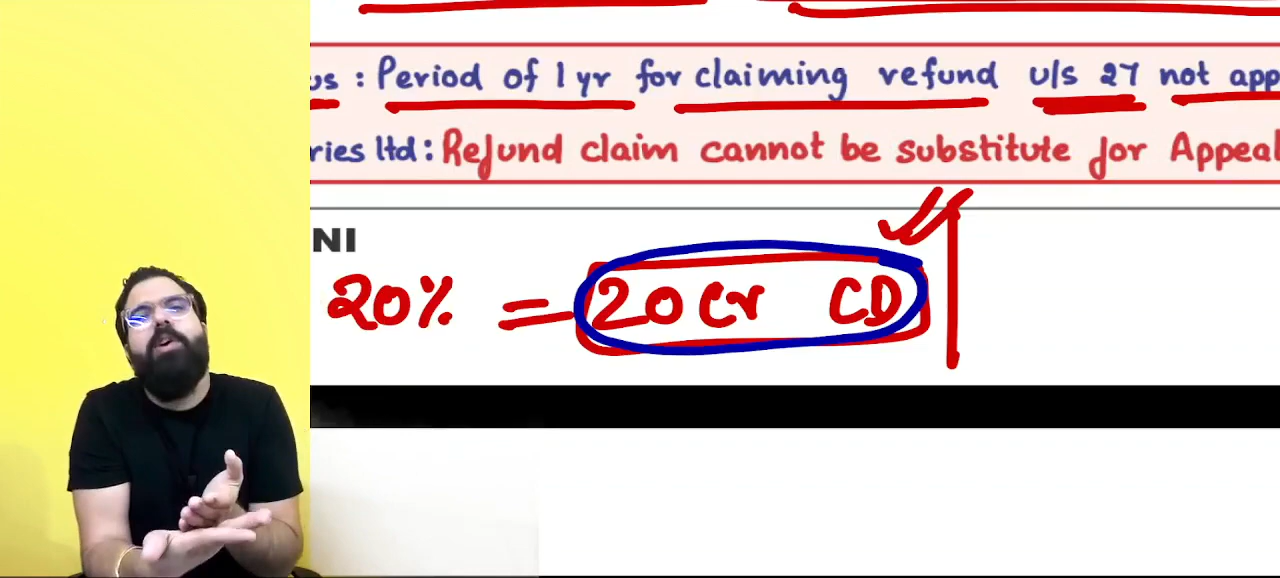 us : Period of 1 yr for claiming refund u/s 27 not app
ries ltd : Refund claim cannot be substitute for Appeal
NI
20% = 20 Cr CD